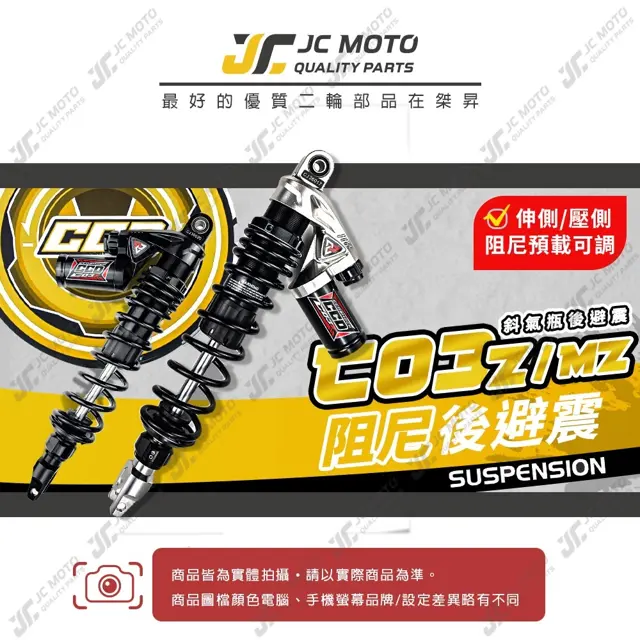 JC MOTO
QUALITY PARTS
最好的優質二輪部品在傑昇
CCD
伸側/壓側
阻尼預載可調
斜氣瓶後避震
CO3Z/MZ
阻尼後避震
SUSPENSION
商品皆為實體拍攝,請以實際商品為準。
商品圖檔顏色電腦、手機螢幕品牌/設定差異略有不同